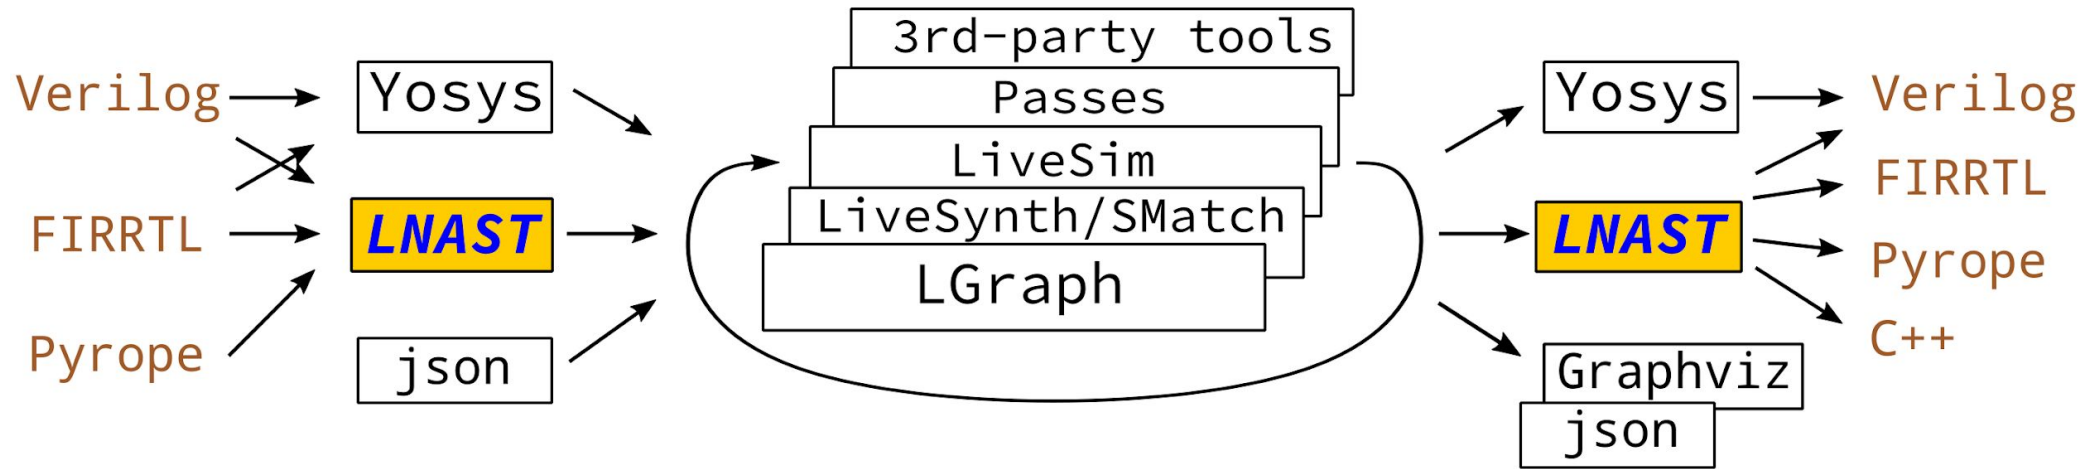 Verilog
FIRRTL
Pyrope
Yosys
LNAST
json
3rd-party tools
Passes
LiveSim
LiveSynth/SMatch
LGraph
Yosys
LNAST
Graphviz
json
Verilog
FIRRTL
Pyrope
C++